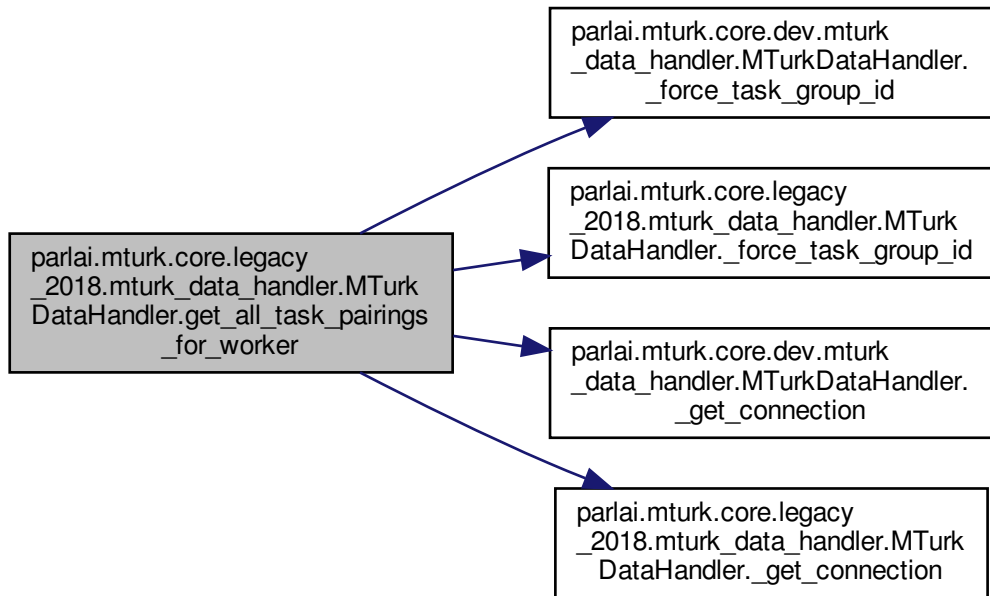 parlai.mturk.core.legacy
_2018.mturk_data_handler.MTurk
DataHandler.get_all_task_pairings
_for_worker
parlai.mturk.core.dev.mturk
_data_handler.MTurkDataHandler.
_force_task_group_id
parlai.mturk.core.legacy
_2018.mturk_data_handler.MTurk
DataHandler._force_task_group_id
parlai.mturk.core.dev.mturk
_data_handler.MTurkDataHandler.
_get_connection
parlai.mturk.core.legacy
_2018.mturk_data_handler.MTurk
DataHandler._get_connection